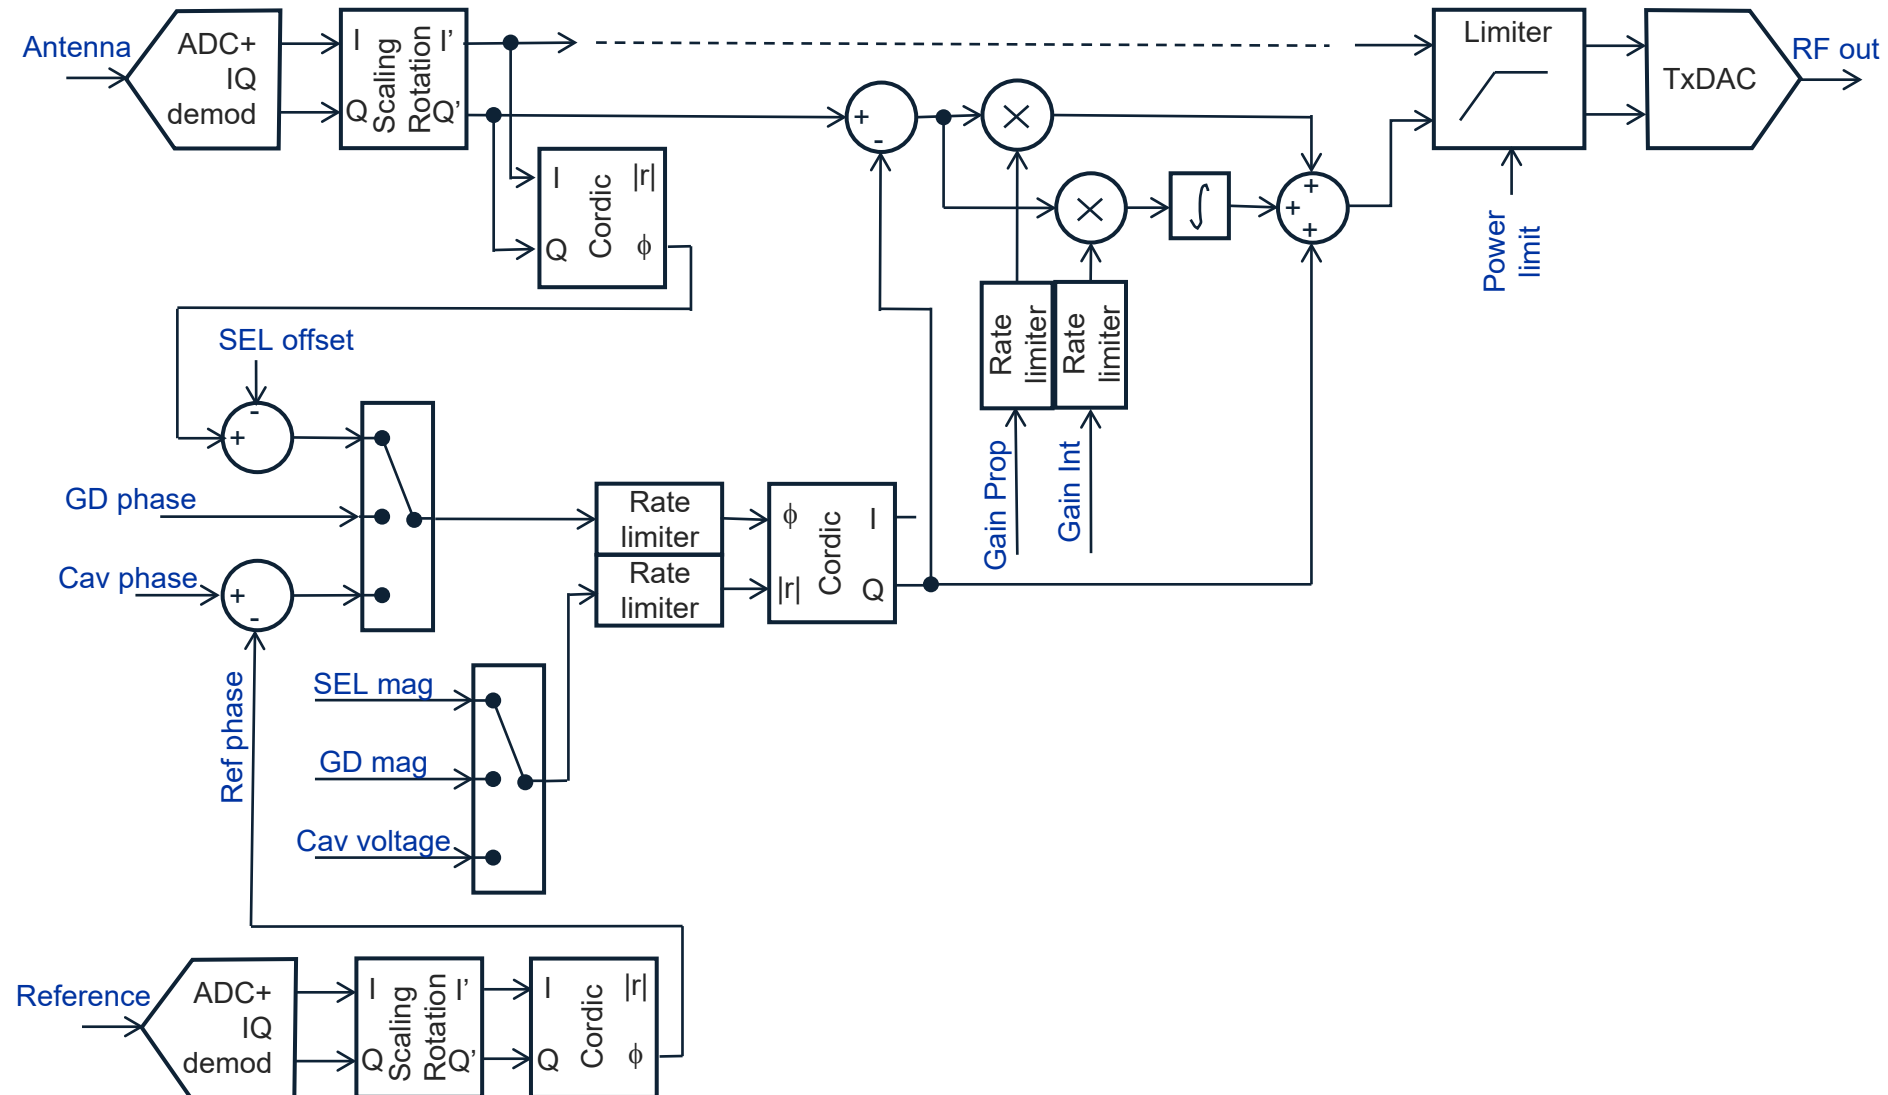 Antenna
ADC+
IQ
demod
I
Q
Scaling
Rotation
I’
Q’
I
Q
Cordic
|r|
ϕ
+
-
Limiter
TxDAC
RF out
+
+
+
Power
limit
Rate
limiter
Rate
limiter
Gain Prop
Gain Int
SEL offset
-
+
GD phase
Cav phase
+
-
Rate
limiter
Rate
limiter
ϕ
|r|
Cordic
I
Q
Ref phase
SEL mag
GD mag
Cav voltage
Reference
ADC+
IQ
demod
I
Q
Scaling
Rotation
I’
Q’
I
Q
Cordic
|r|
ϕ